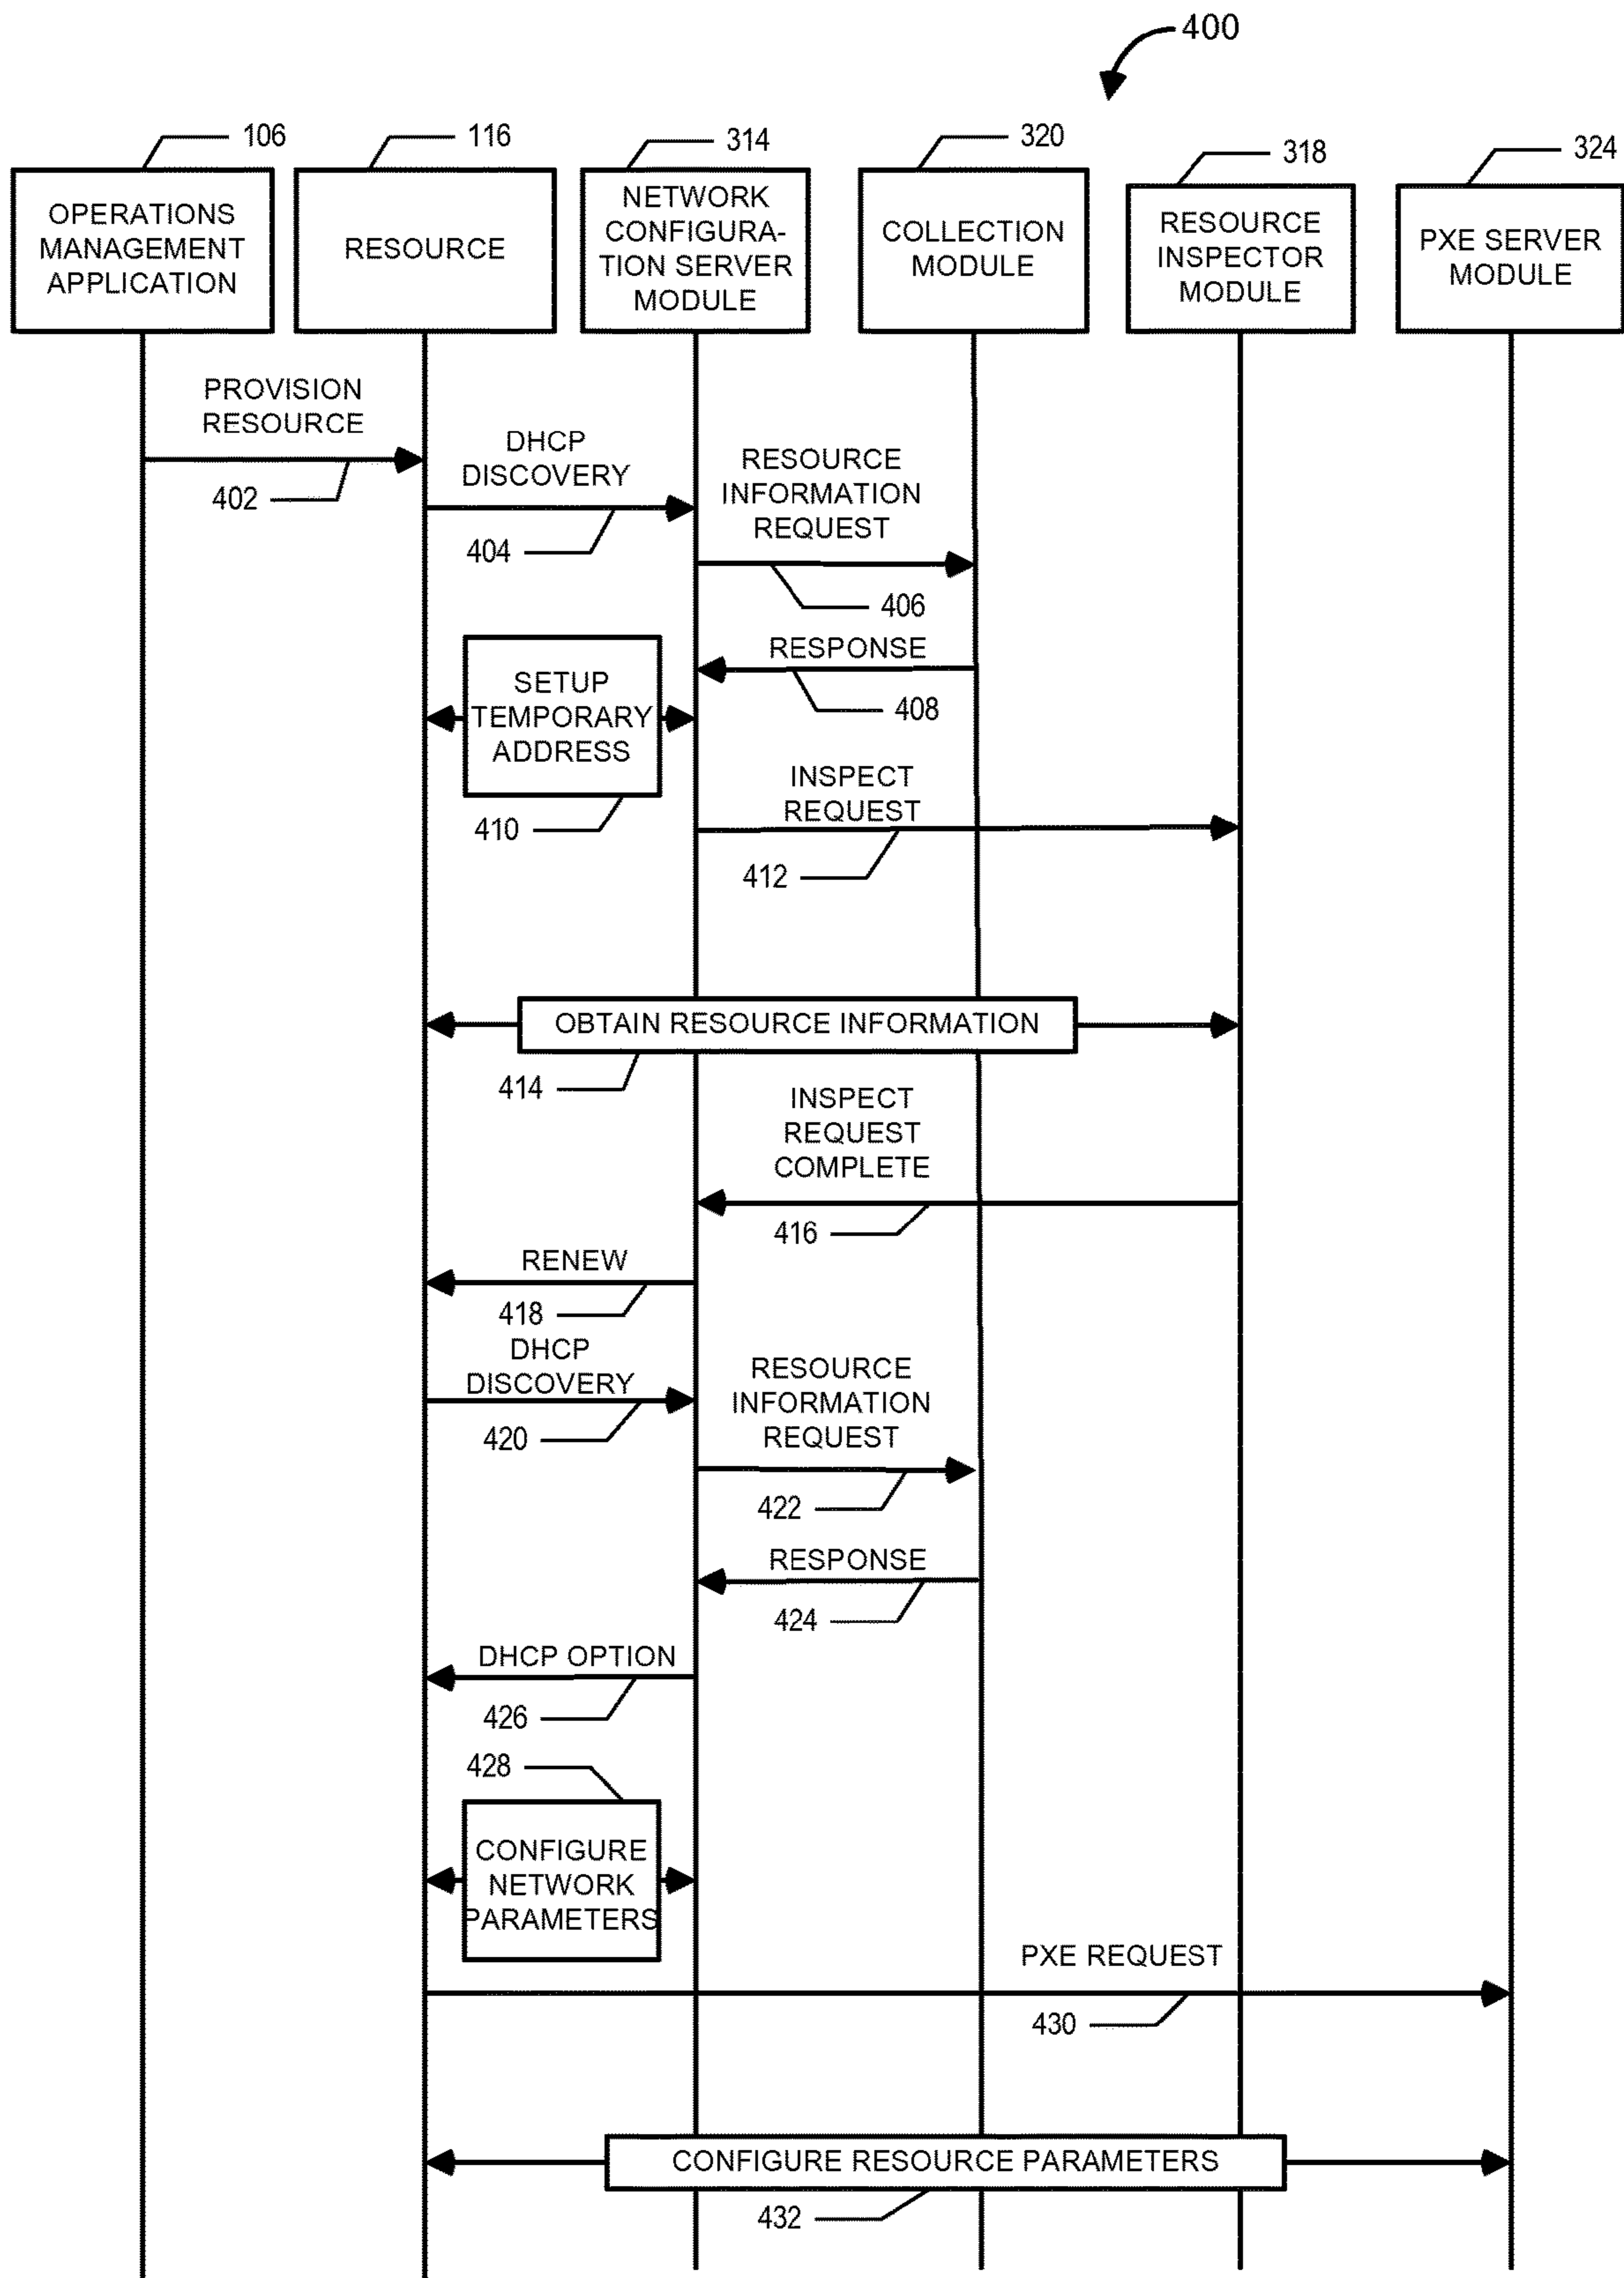 400
106
116
314
320
318
324
OPERATIONS
MANAGEMENT
APPLICATION
RESOURCE
NETWORK
CONFIGURA-
TION SERVER
MODULE
COLLECTION
MODULE
RESOURCE
INSPECTOR
MODULE
PXE SERVER
MODULE
PROVISION
RESOURCE
402
DHCP
DISCOVERY
404
RESOURCE
INFORMATION
REQUEST
406
RESPONSE
408
SETUP
TEMPORARY
ADDRESS
410
INSPECT
REQUEST
412
OBTAIN RESOURCE INFORMATION
414
INSPECT
REQUEST
COMPLETE
416
RENEW
418
DHCP
DISCOVERY
420
RESOURCE
INFORMATION
REQUEST
422
RESPONSE
424
DHCP OPTION
426
428
CONFIGURE
NETWORK
PARAMETERS
PXE REQUEST
430
CONFIGURE RESOURCE PARAMETERS
432